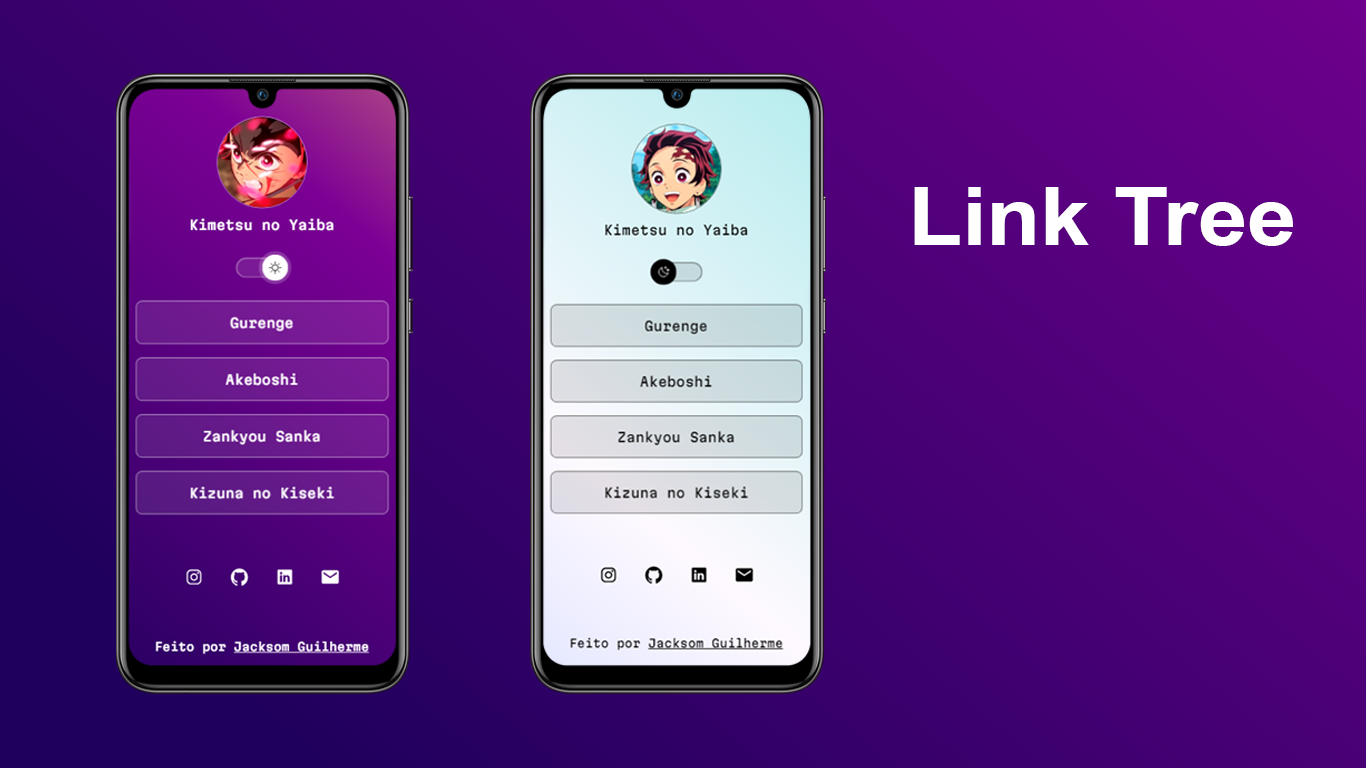 Kimetsu no Yaiba
Gurenge
Akeboshi
Zankyou Sanka
Kizuna no Kiseki
Feito por Jacksom Guilherme
Kimetsu no Yaiba
Gurenge
Akeboshi
Zankyou Sanka
Kizuna no Kiseki
Feito por Jacksom Guilherme
Link Tree